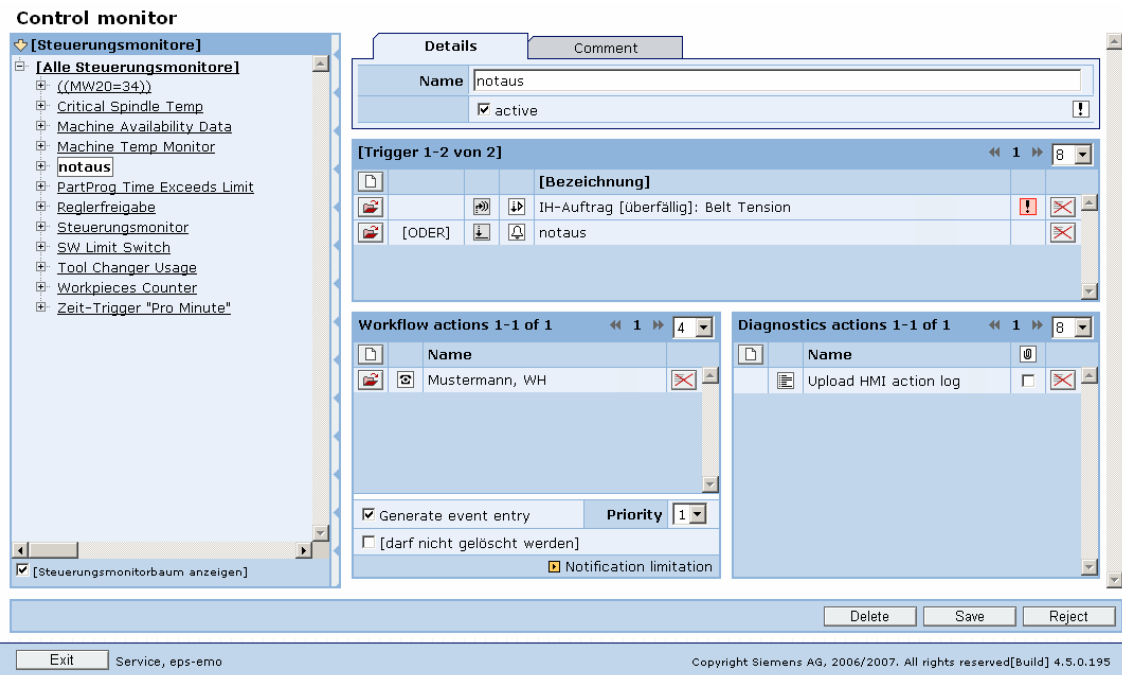 Control monitor
[Steuerungsmonitore]
[Alle Steuerungsmonitore]
((MW20=34))
Critical Spindle Temp
Machine Availability Data
Machine Temp Monitor
notaus
PartProg Time Exceeds Limit
Reglerfreigabe
Steuerungsmonitor
SW Limit Switch
Tool Changer Usage
Workpieces Counter
Zeit-Trigger "Pro Minute"
[Steuerungsmonitorbaum anzeigen]
Details Comment
Name notaus
active
[Trigger 1-2 von 2] 1 8
[Bezeichnung]
IH-Auftrag [überfällig]: Belt Tension
[ODER] notaus
Workflow actions 1-1 of 1 1 4
Name
Mustermann, WH
Generate event entry Priority 1
[darf nicht gelöscht werden]
Notification limitation
Diagnostics actions 1-1 of 1 1 8
Name
Upload HMI action log
Delete Save Reject
Exit Service, eps-emo Copyright Siemens AG, 2006/2007. All rights reserved[Build] 4.5.0.195